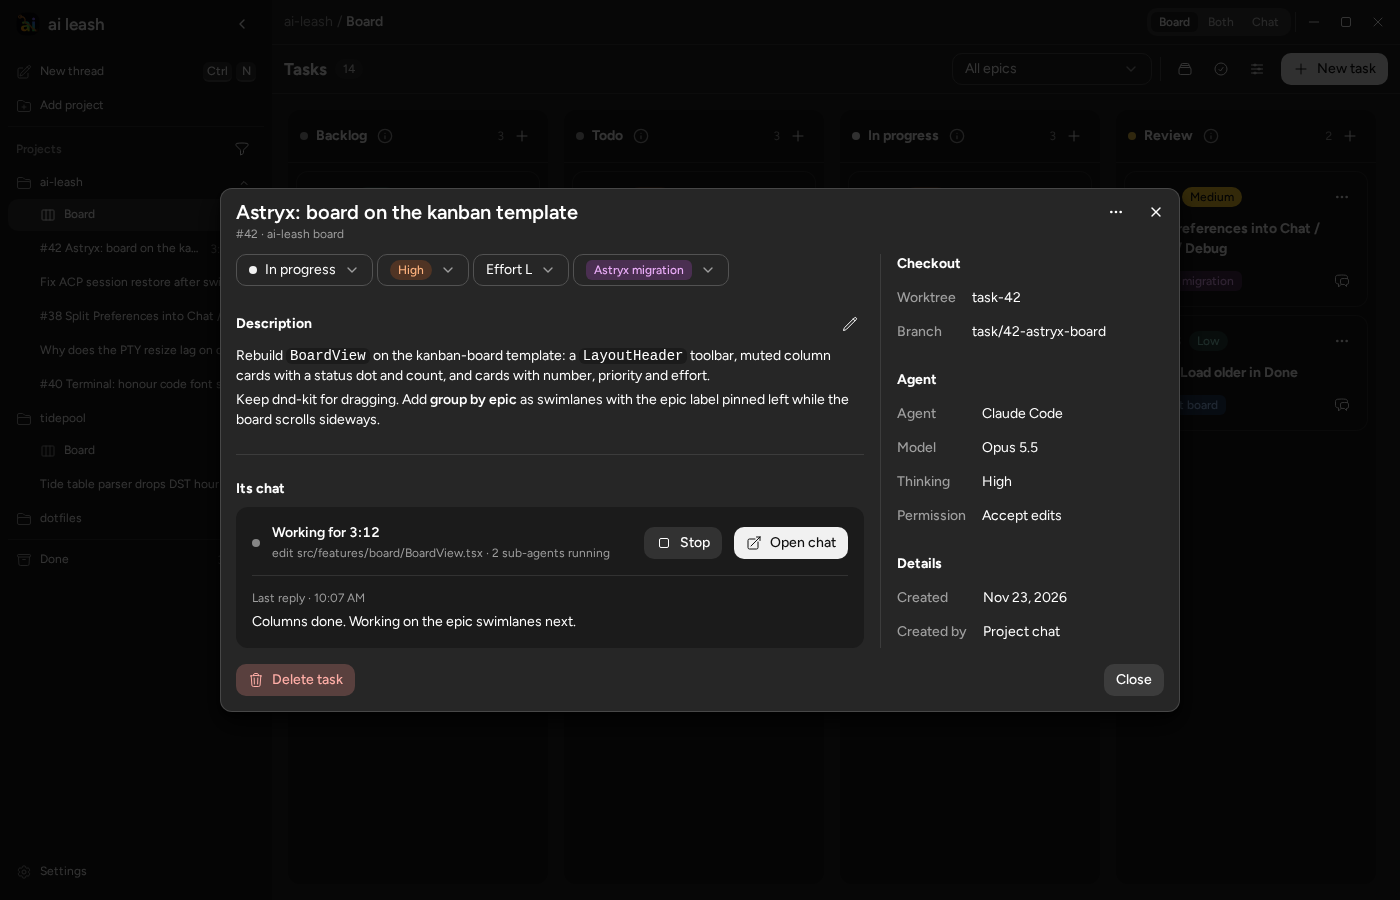 ai ai leash
New thread Ctrl N
Add project
Projects
ai-leash
Board
#42 Astryx: board on the ka... 3
Fix ACP session restore after sw
#38 Split Preferences into Chat /
Why does the PTY resize lag on c
#40 Terminal: honour code font s
tidepool
Board
Tide table parser drops DST hour
dotfiles
Done
Settings
ai-leash / Board
Board Both Chat
Tasks 14
All epics
New task
Backlog 3
Todo 3
In progress 3
Review 2
Medium
references into Chat /
/ Debug
migration
Low
Load older in Done
t board
Astryx: board on the kanban template
#42 · ai-leash board
In progress High Effort L Astryx migration
Description
Rebuild BoardView on the kanban-board template: a LayoutHeader toolbar, muted column
cards with a status dot and count, and cards with number, priority and effort.
Keep dnd-kit for dragging. Add group by epic as swimlanes with the epic label pinned left while the
board scrolls sideways.
Its chat
Working for 3:12
edit src/features/board/BoardView.tsx · 2 sub-agents running
Stop Open chat
Last reply · 10:07 AM
Columns done. Working on the epic swimlanes next.
Checkout
Worktree task-42
Branch task/42-astryx-board
Agent
Agent Claude Code
Model Opus 5.5
Thinking High
Permission Accept edits
Details
Created Nov 23, 2026
Created by Project chat
Delete task
Close